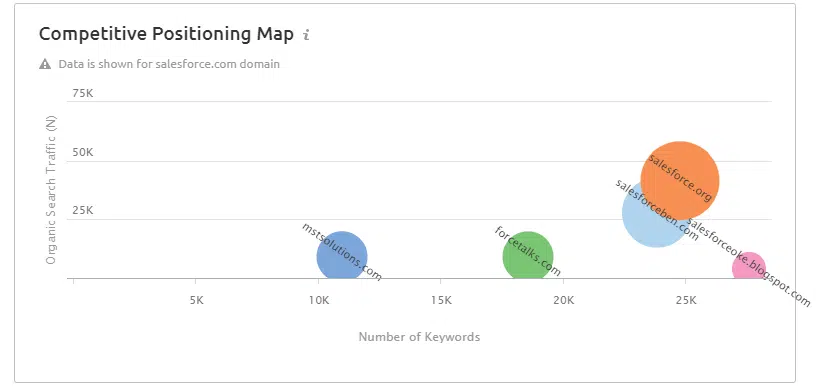 Competitive Positioning Map i
Data is shown for salesforce.com domain
75K
50K
25K
Organic Search Traffic (N)
salesforce.org
salesforceben.com
salesforceoke.blogspot.com
mstsolutions.com
forcetalks.com
5K 10K 15K 20K 25K
Number of Keywords